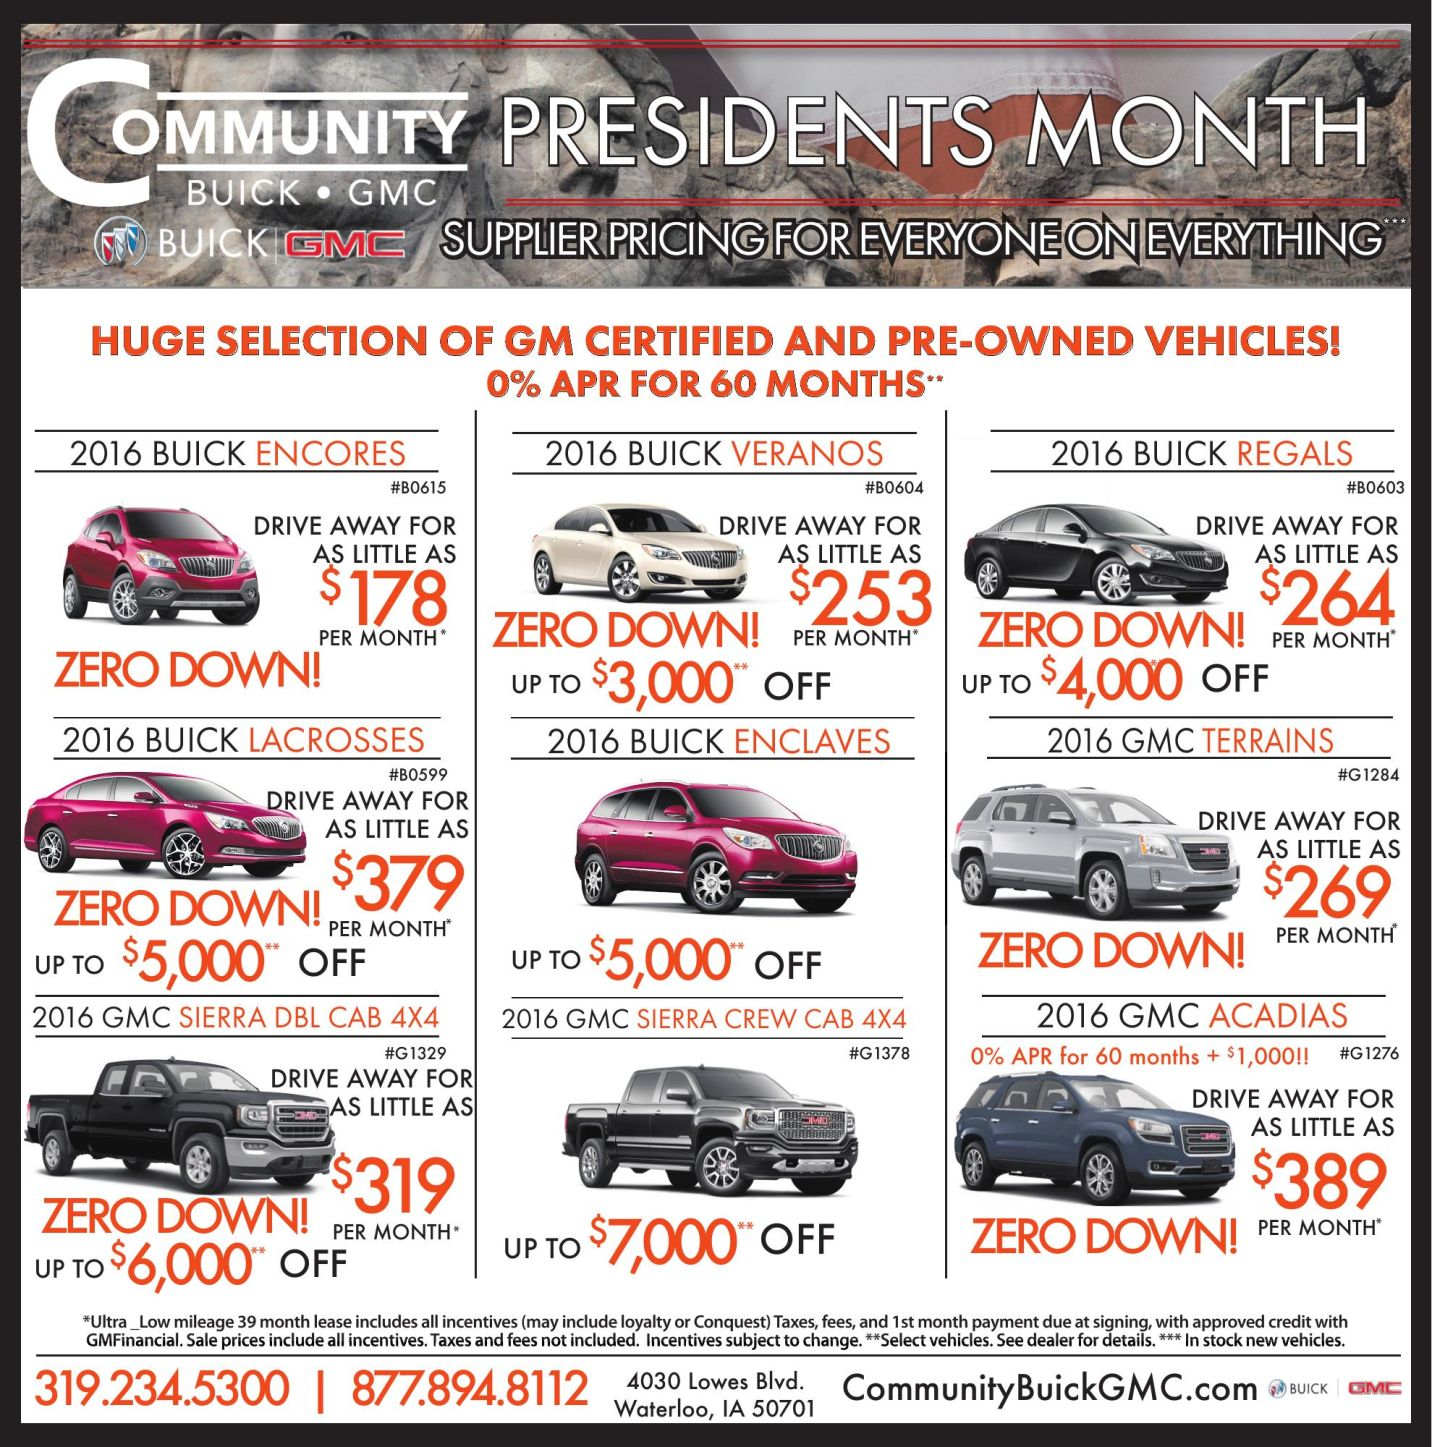 COMMUNITY
BUICK • GMC
BUICK | GMC
PRESIDENTS MONTH
SUPPLIER PRICING FOR EVERYONE ON EVERYTHING***
HUGE SELECTION OF GM CERTIFIED AND PRE-OWNED VEHICLES!
0% APR FOR 60 MONTHS**
2016 BUICK ENCORES
#B0615
DRIVE AWAY FOR
AS LITTLE AS
$178
PER MONTH*
ZERO DOWN!
2016 BUICK VERANOS
#B0604
DRIVE AWAY FOR
AS LITTLE AS
$253
ZERO DOWN!
PER MONTH*
UP TO $3,000** OFF
2016 BUICK REGALS
#B0603
DRIVE AWAY FOR
AS LITTLE AS
$264
ZERO DOWN!
PER MONTH*
UP TO $4,000** OFF
2016 BUICK LACROSSES
#B0599
DRIVE AWAY FOR
AS LITTLE AS
$379
ZERO DOWN!
PER MONTH*
UP TO $5,000** OFF
2016 BUICK ENCLAVES
UP TO $5,000** OFF
2016 GMC TERRAINS
#G1284
DRIVE AWAY FOR
AS LITTLE AS
$269
PER MONTH*
ZERO DOWN!
2016 GMC SIERRA DBL CAB 4X4
#G1329
DRIVE AWAY FOR
AS LITTLE AS
$319
ZERO DOWN!
PER MONTH*
UP TO $6,000** OFF
2016 GMC SIERRA CREW CAB 4X4
#G1378
UP TO $7,000** OFF
2016 GMC ACADIAS
0% APR for 60 months + $1,000!! #G1276
DRIVE AWAY FOR
AS LITTLE AS
$389
PER MONTH*
ZERO DOWN!
*Ultra _Low mileage 39 month lease includes all incentives (may include loyalty or Conquest) Taxes, fees, and 1st month payment due at signing, with approved credit with
GMFinancial. Sale prices include all incentives. Taxes and fees not included. Incentives subject to change. **Select vehicles. See dealer for details. *** In stock new vehicles.
319.234.5300 | 877.894.8112
4030 Lowes Blvd.
Waterloo, IA 50701
CommunityBuickGMC.com
BUICK | GMC